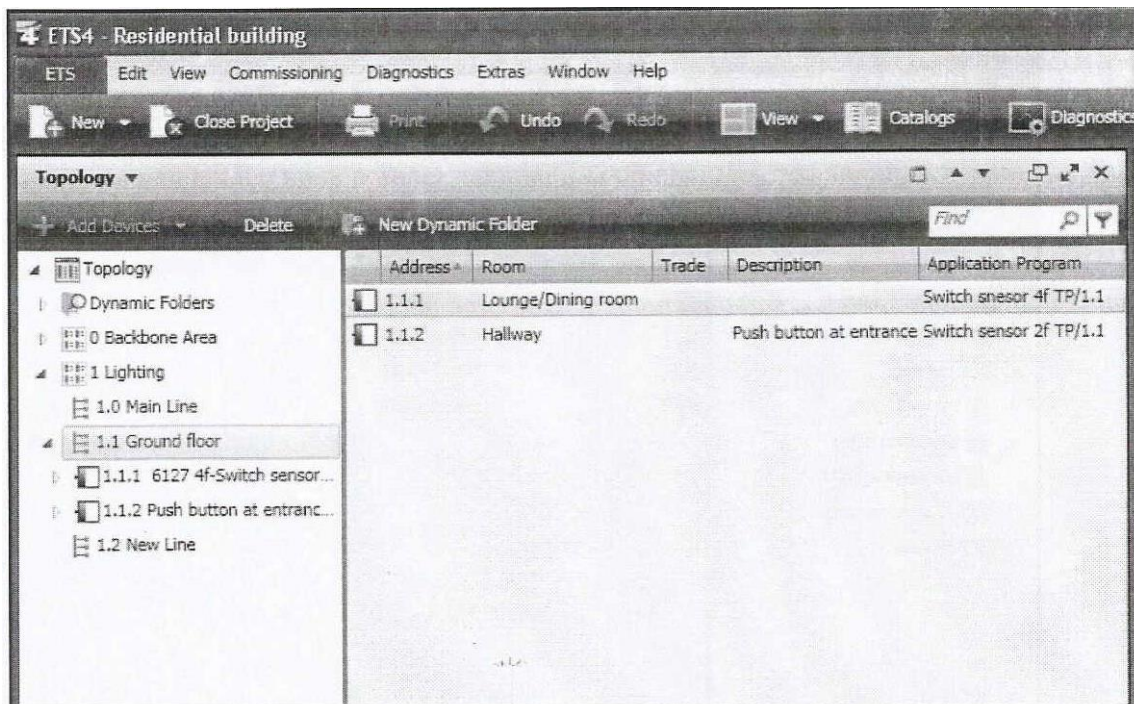 ETS4 - Residential building
ETS Edit View Commissioning Diagnostics Extras Window Help
New Close Project Print Undo Redo View Catalogs Diagnostics
Topology
Add Devices Delete New Dynamic Folder Find
Topology
Dynamic Folders
0 Backbone Area
1 Lighting
1.0 Main Line
1.1 Ground floor
1.1.1 6127 4f-Switch sensor...
1.1.2 Push button at entranc...
1.2 New Line
Address Room Trade Description Application Program
1.1.1 Lounge/Dining room Switch snesor 4f TP/1.1
1.1.2 Hallway Push button at entrance Switch sensor 2f TP/1.1